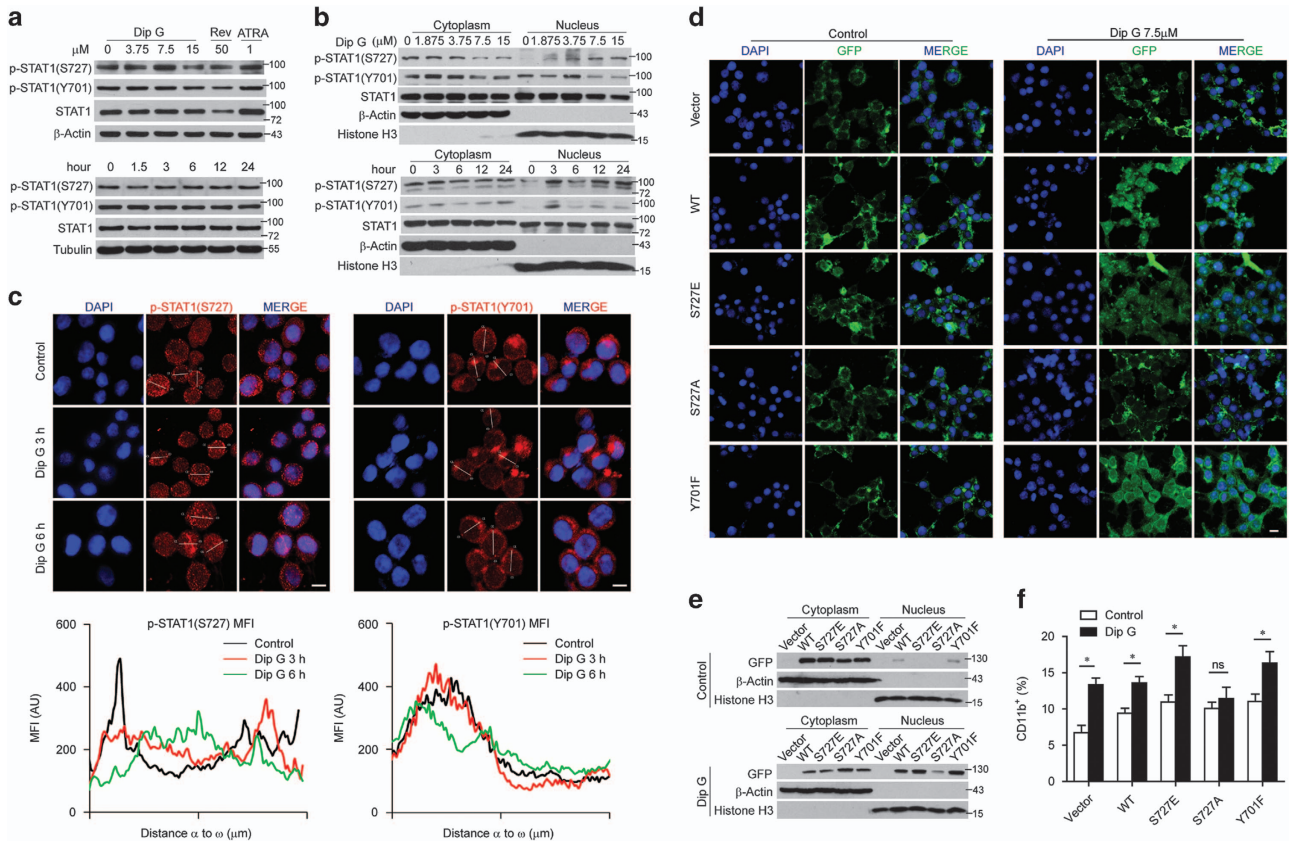 a
Dip G Rev ATRA
μM 0 3.75 7.5 15 50 1
p-STAT1(S727) 100
p-STAT1(Y701) 100
STAT1 100
72
β-Actin 43
hour 0 1.5 3 6 12 24
p-STAT1(S727) 100
p-STAT1(Y701) 100
STAT1 100
72
Tubulin 55
b
Cytoplasm Nucleus
Dip G (μM) 0 1.875 3.75 7.5 15 0 1.875 3.75 7.5 15
p-STAT1(S727) 100
p-STAT1(Y701) 100
STAT1 100
β-Actin 43
Histone H3 15
Cytoplasm Nucleus
hour 0 3 6 12 24 0 3 6 12 24
p-STAT1(S727) 100
72
p-STAT1(Y701) 100
STAT1 100
72
β-Actin 43
Histone H3 15
c
DAPI p-STAT1(S727) MERGE DAPI p-STAT1(Y701) MERGE
Control
Dip G 3 h
Dip G 6 h
p-STAT1(S727) MFI
Control
Dip G 3 h
Dip G 6 h
600
400
200
0
MFI (AU)
Distance α to ω (μm)
p-STAT1(Y701) MFI
Control
Dip G 3 h
Dip G 6 h
600
400
200
0
MFI (AU)
Distance α to ω (μm)
d
Control Dip G 7.5μM
DAPI GFP MERGE DAPI GFP MERGE
Vector
WT
S727E
S727A
Y701F
e
Cytoplasm Nucleus
Vector WT S727E S727A Y701F Vector WT S727E S727A Y701F
Control
GFP 130
β-Actin 43
Histone H3 15
Cytoplasm Nucleus
Vector WT S727E S727A Y701F Vector WT S727E S727A Y701F
Dip G
GFP 130
β-Actin 43
Histone H3 15
f
Control
Dip G
20
15
10
5
0
CD11b+ (%)
* * * ns *
Vector WT S727E S727A Y701F